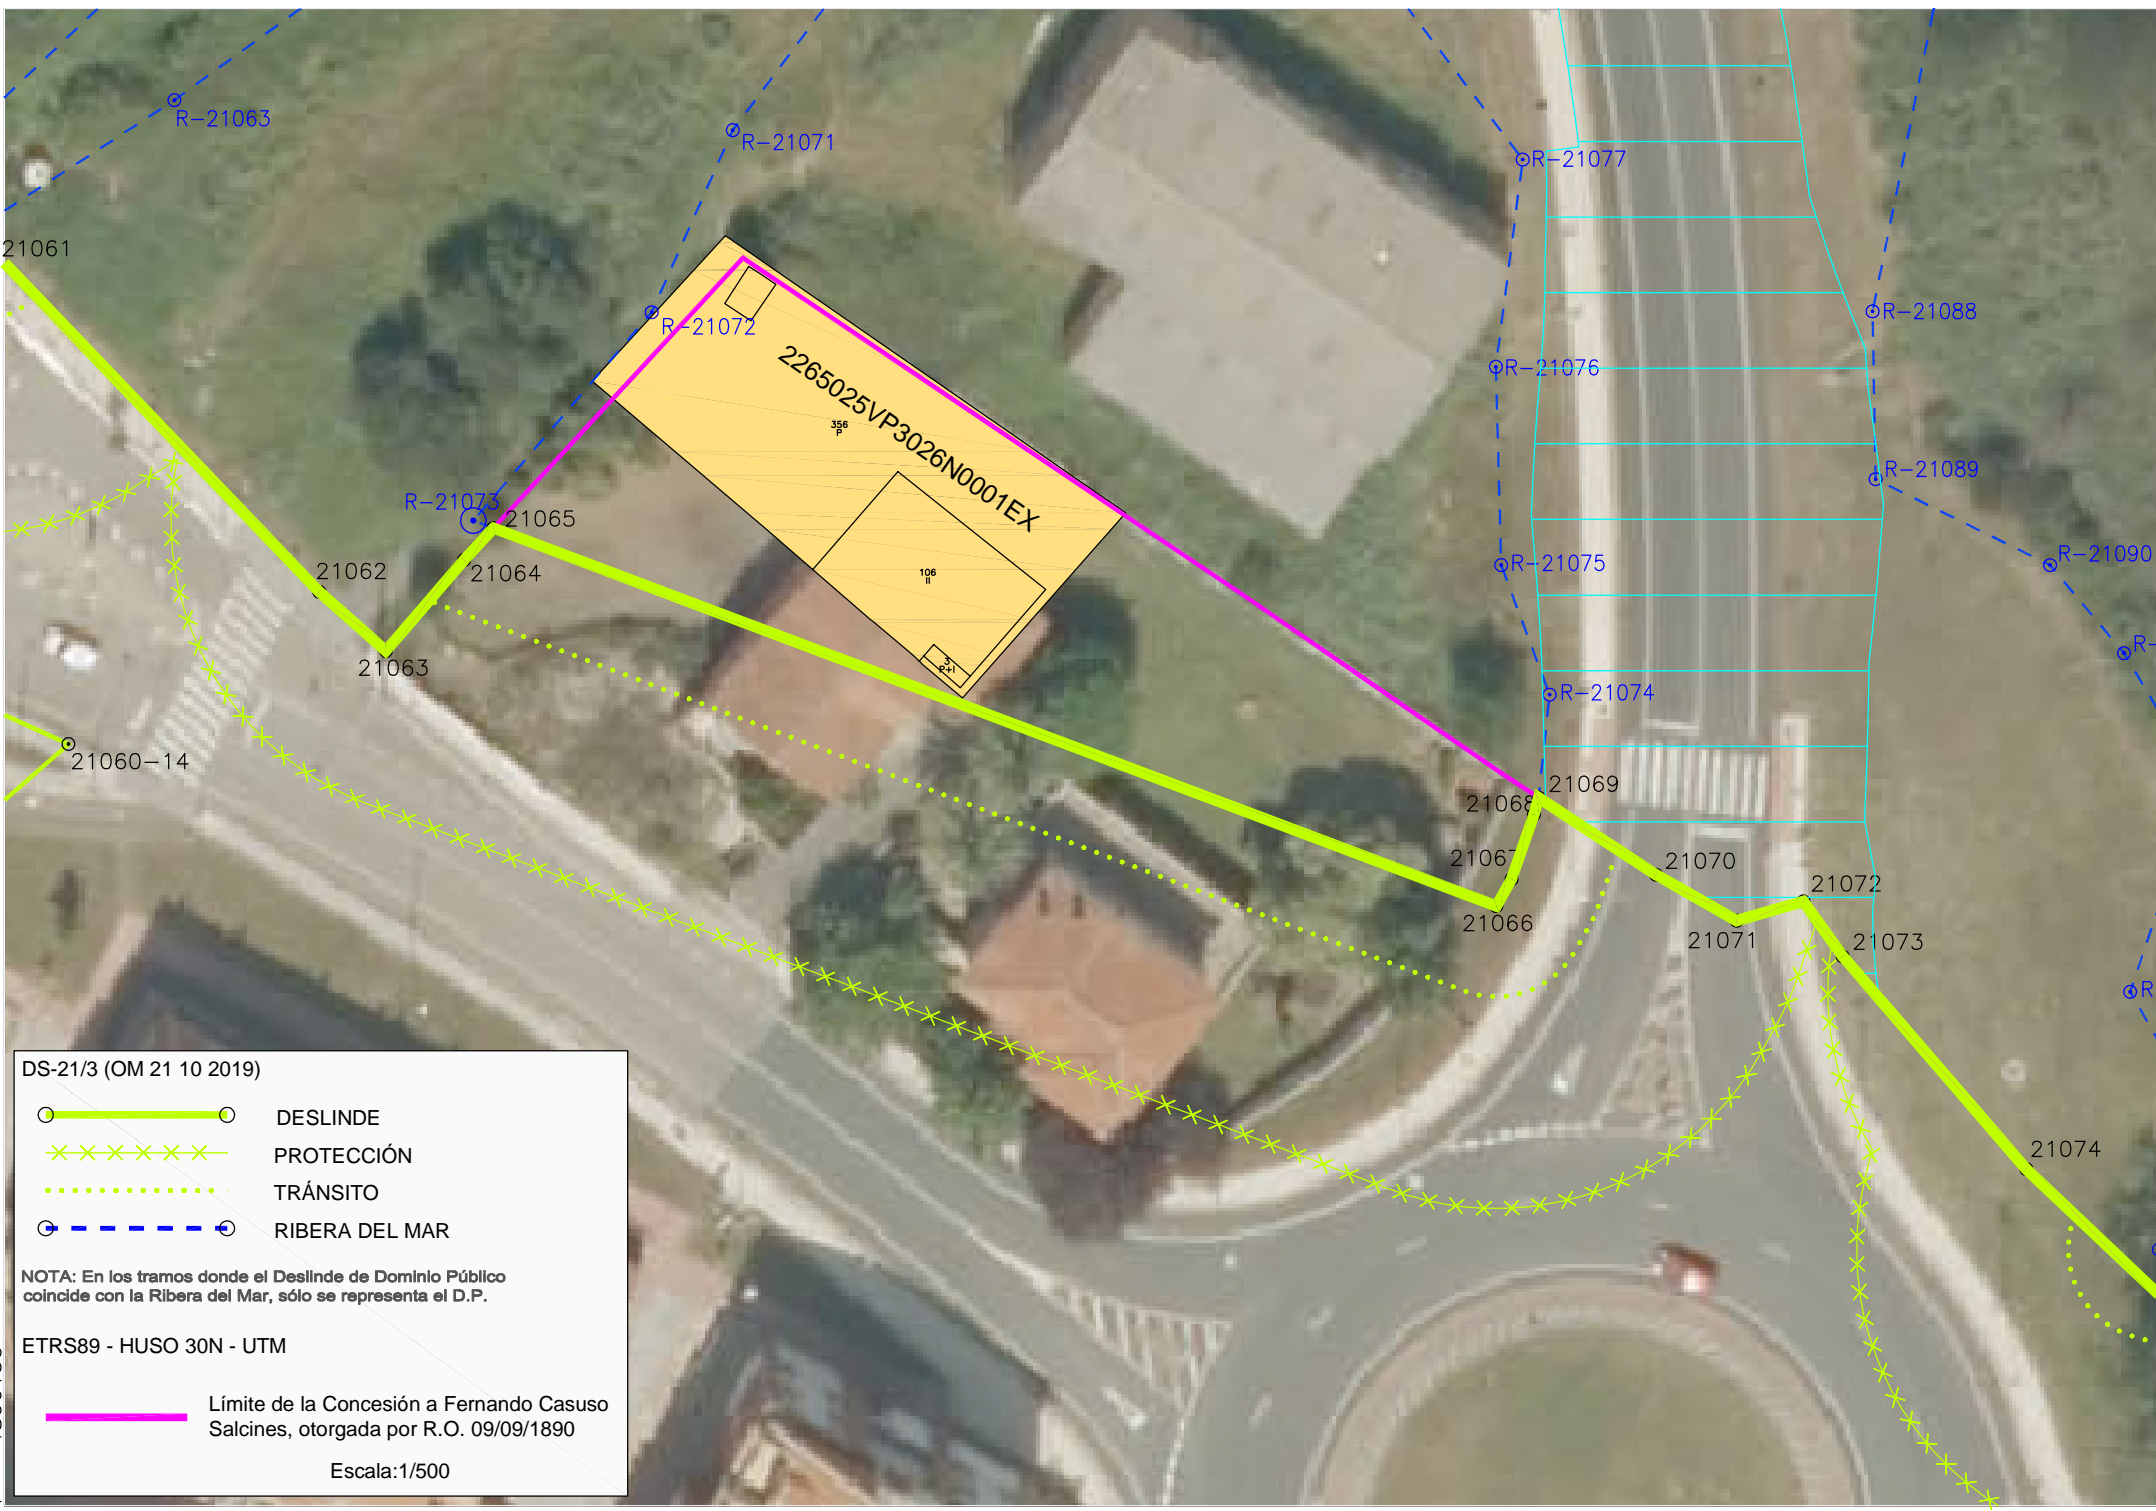 R-21063
R-21071
R-21077
21061
R-21072
R-21088
R-21076
2265025VP3026N0001EX
356
P
R-21089
R-21073
21065
R-21075
R-21090
21062
21064
106
II
21063
3
P+I
R-21074
R-
21060-14
21069
21068
21067
21070
21066
21072
21071
21073
R
21074
DS-21/3 (OM 21 10 2019)
DESLINDE
PROTECCIÓN
TRÁNSITO
RIBERA DEL MAR
NOTA: En los tramos donde el Deslinde de Dominio Público
coincide con la Ribera del Mar, sólo se representa el D.P.
ETRS89 - HUSO 30N - UTM
Límite de la Concesión a Fernando Casuso
Salcines, otorgada por R.O. 09/09/1890
Escala:1/500